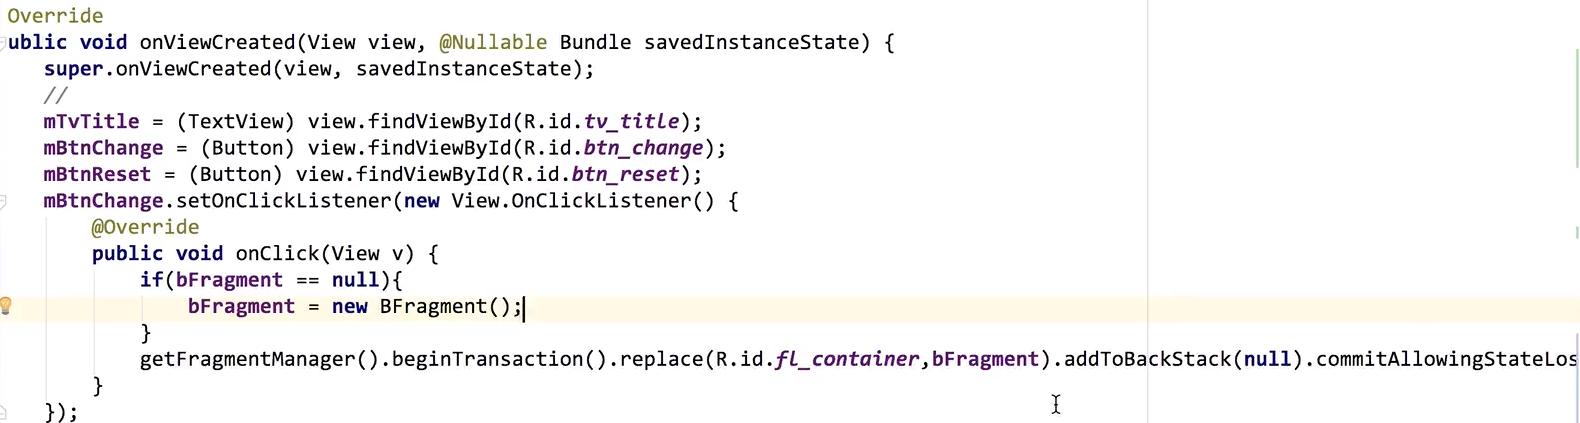 Override
ublic void onViewCreated(View view, @Nullable Bundle savedInstanceState) {
super.onViewCreated(view, savedInstanceState);
//
mTvTitle = (TextView) view.findViewById(R.id.tv_title);
mBtnChange = (Button) view.findViewById(R.id.btn_change);
mBtnReset = (Button) view.findViewById(R.id.btn_reset);
mBtnChange.setOnClickListener(new View.OnClickListener() {
@Override
public void onClick(View v) {
if(bFragment == null){
bFragment = new BFragment();
}
getFragmentManager().beginTransaction().replace(R.id.fl_container,bFragment).addToBackStack(null).commitAllowingStateLos
}
});